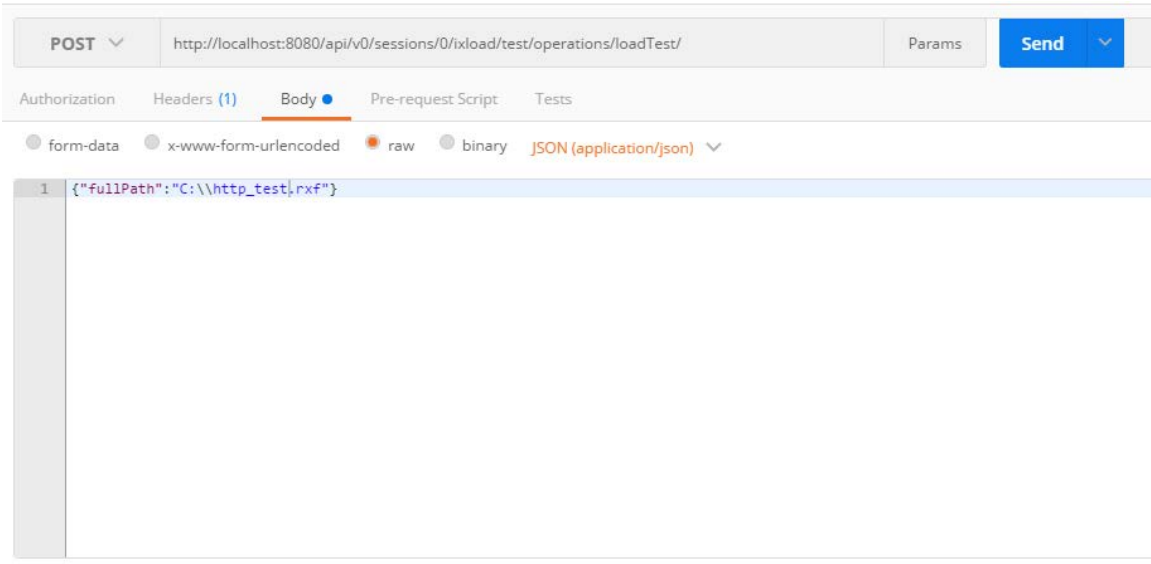 POST http://localhost:8080/api/v0/sessions/0/ixload/test/operations/loadTest/ Params Send
Authorization Headers (1) Body Pre-request Script Tests
form-data x-www-form-urlencoded raw binary JSON (application/json)
1 {"fullPath":"C:\\http_test.rxf"}